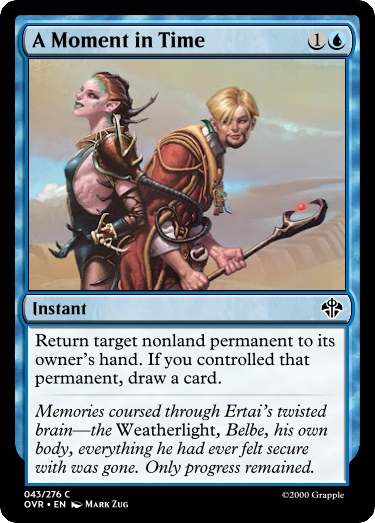 A Moment in Time 1
Instant
Return target nonland permanent to its
owner's hand. If you controlled that
permanent, draw a card.
Memories coursed through Ertai's twisted
brain—the Weatherlight, Belbe, his own
body, everything he had ever felt secure
with was gone. Only progress remained.
043/276 C
OVR • EN Mark Zug
©2000 Grapple